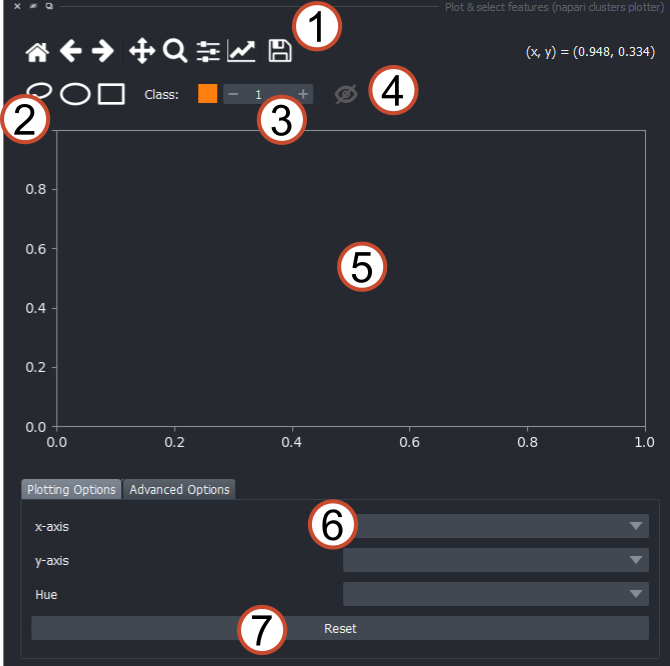 Plot & select features (napari clusters plotter)
1
(x, y) = (0.948, 0.334)
2
Class:
1
3
4
0.8
0.6
5
0.4
0.2
0.0
0.0 0.2 0.4 0.6 0.8 1.0
Plotting Options Advanced Options
x-axis
6
y-axis
Hue
7
Reset